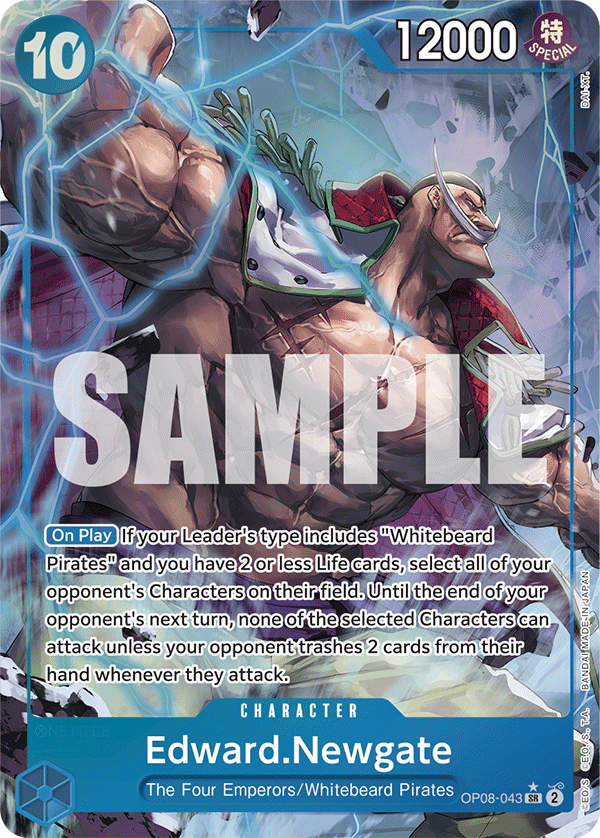 10
12000
特
SPECIAL
DAI-XT.
SAMPLE
On Play If your Leader's type includes "Whitebeard
Pirates" and you have 2 or less Life cards, select all of your
opponent's Characters on their field. Until the end of your
opponent's next turn, none of the selected Characters can
attack unless your opponent trashes 2 cards from their
hand whenever they attack.
CHARACTER
Edward.Newgate
The Four Emperors/Whitebeard Pirates
OP08-043 ★ SR 2
©E.O./S. T.A. BANDAI MADE IN JAPAN